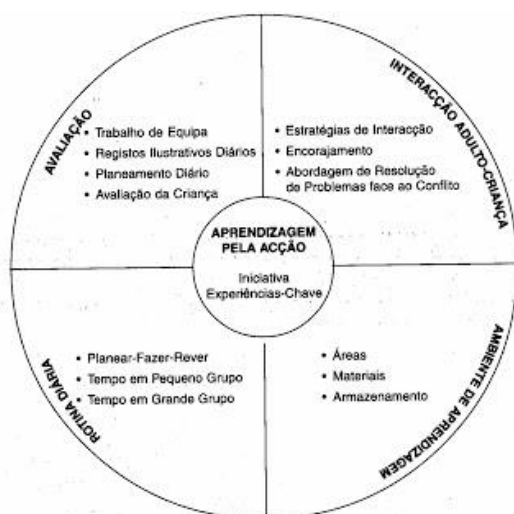 AVALIAÇÃO
• Trabalho de Equipa
• Registos Ilustrativos Diários
• Planeamento Diário
• Avaliação da Criança
INTERACÇÃO ADULTO-CRIANÇA
• Estratégias de Interacção
• Encorajamento
• Abordagem de Resolução
de Problemas face ao Conflito
APRENDIZAGEM
PELA ACÇÃO
Iniciativa
Experiências-Chave
ROTINA DIÁRIA
• Planear-Fazer-Rever
• Tempo em Pequeno Grupo
• Tempo em Grande Grupo
AMBIENTE DE APRENDIZAGEM
• Áreas
• Materiais
• Armazenamento